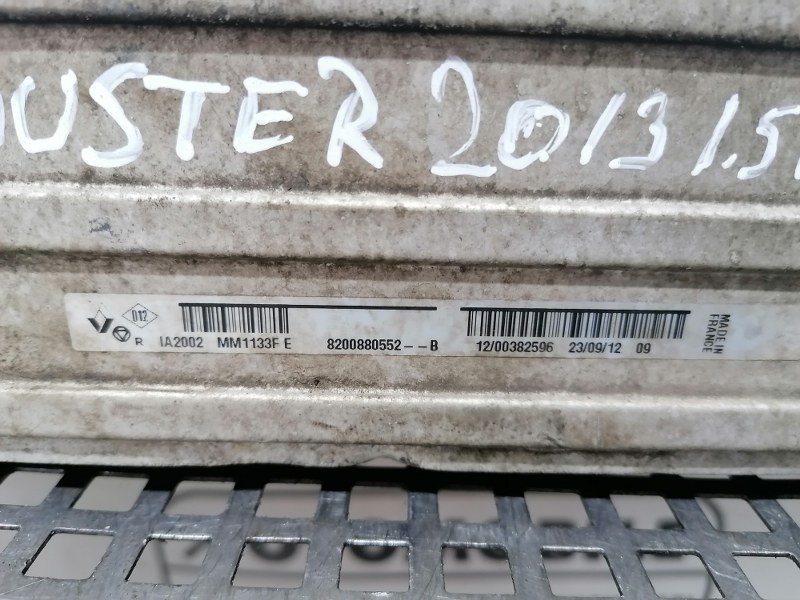 USTER 2013 1.5
D12
R IA2002 MM1133F E 8200880552--B 12/00382596 23/09/12 09
MADE IN
FRANCE